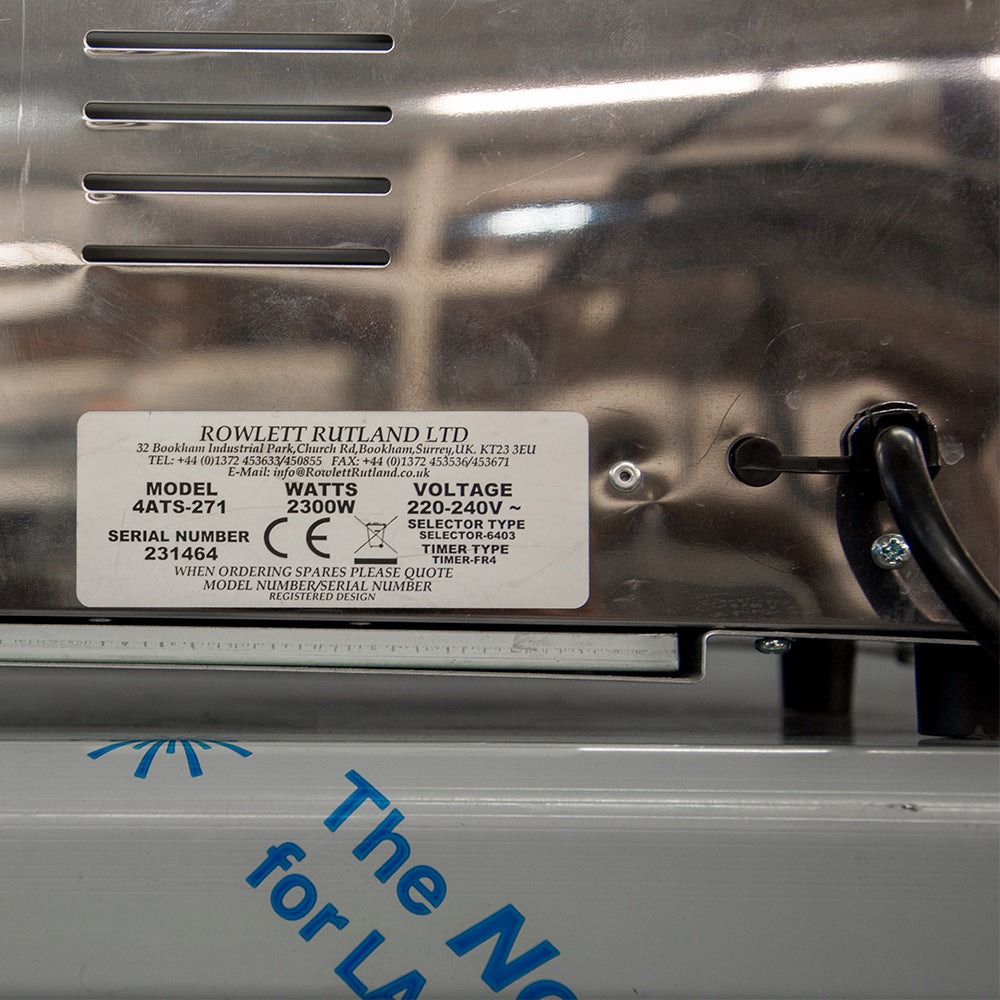 ROWLETT RUTLAND LTD
32 Bookham Industrial Park,Church Rd,Bookham,Surrey,UK. KT23 3EU
TEL: +44 (0)1372 453633/450855 FAX: +44 (0)1372 453536/453671
E-Mail: info@RowlettRutland.co.uk
MODEL WATTS VOLTAGE
4ATS-271 2300W 220-240V ~
SELECTOR TYPE
SELECTOR-6403
SERIAL NUMBER
231464
CE
TIMER TYPE
TIMER-FR4
WHEN ORDERING SPARES PLEASE QUOTE
MODEL NUMBER/SERIAL NUMBER
REGISTERED DESIGN
The
for